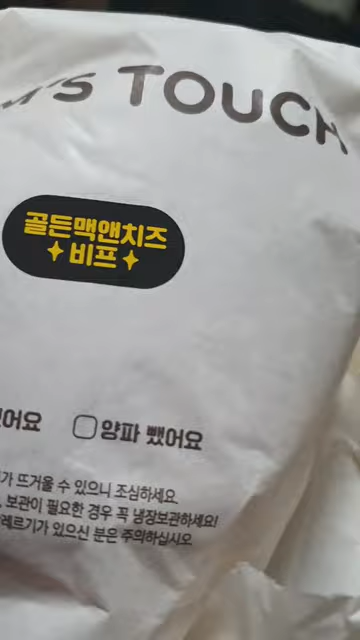 M'S TOUCH
골든맥앤치즈
비프
어요 양파 뺐어요
가 뜨거울 수 있으니 조심하세요.
보관이 필요한 경우 꼭 냉장보관하세요!
레르기가 있으신 분은 주의하십시오